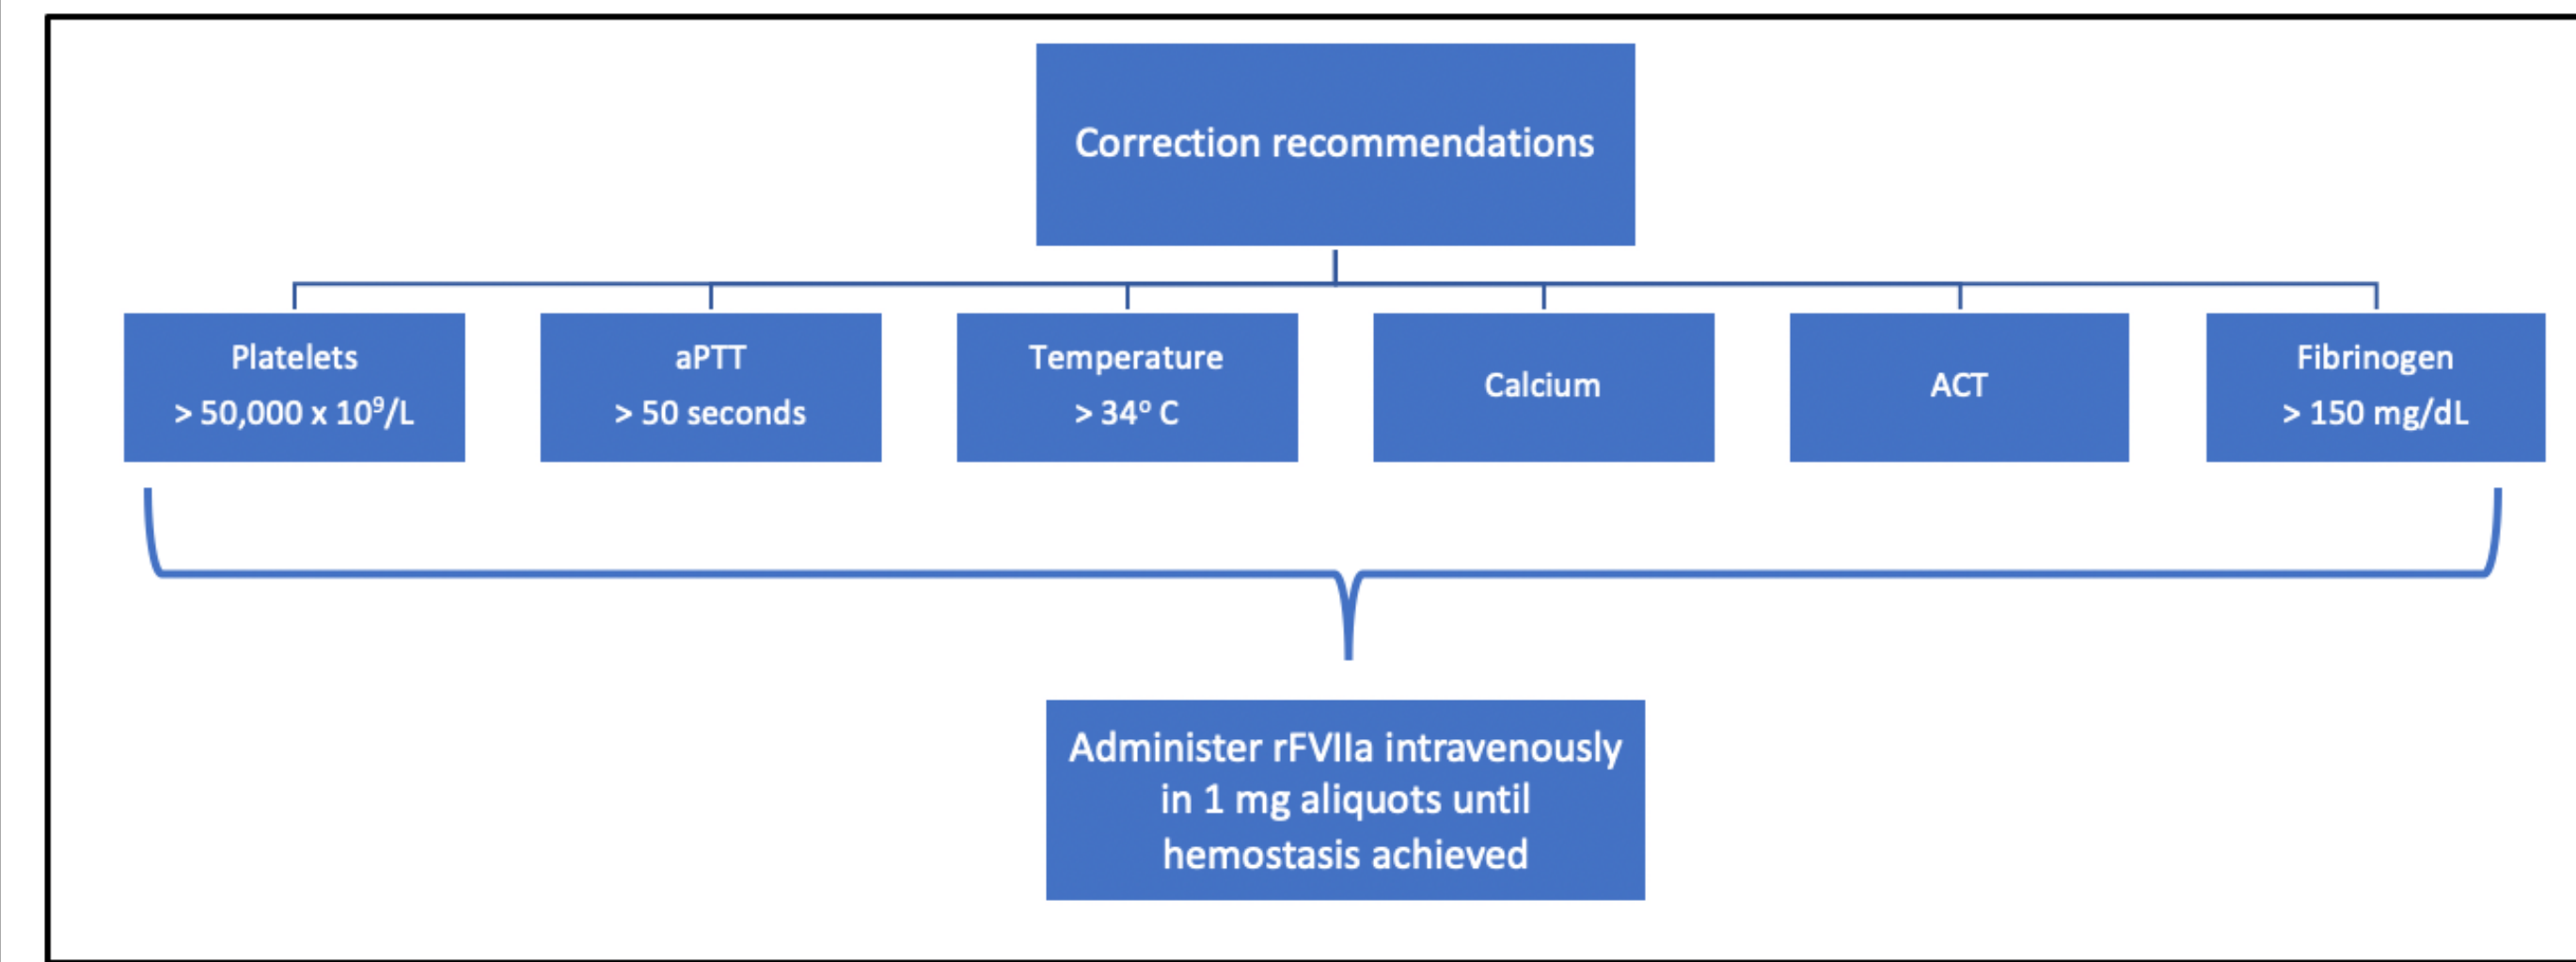 Correction recommendations
Platelets
> 50,000 x 10⁹/L
aPTT
> 50 seconds
Temperature
> 34º C
Calcium
ACT
Fibrinogen
> 150 mg/dL
Administer rFVIIa intravenously
in 1 mg aliquots until
hemostasis achieved